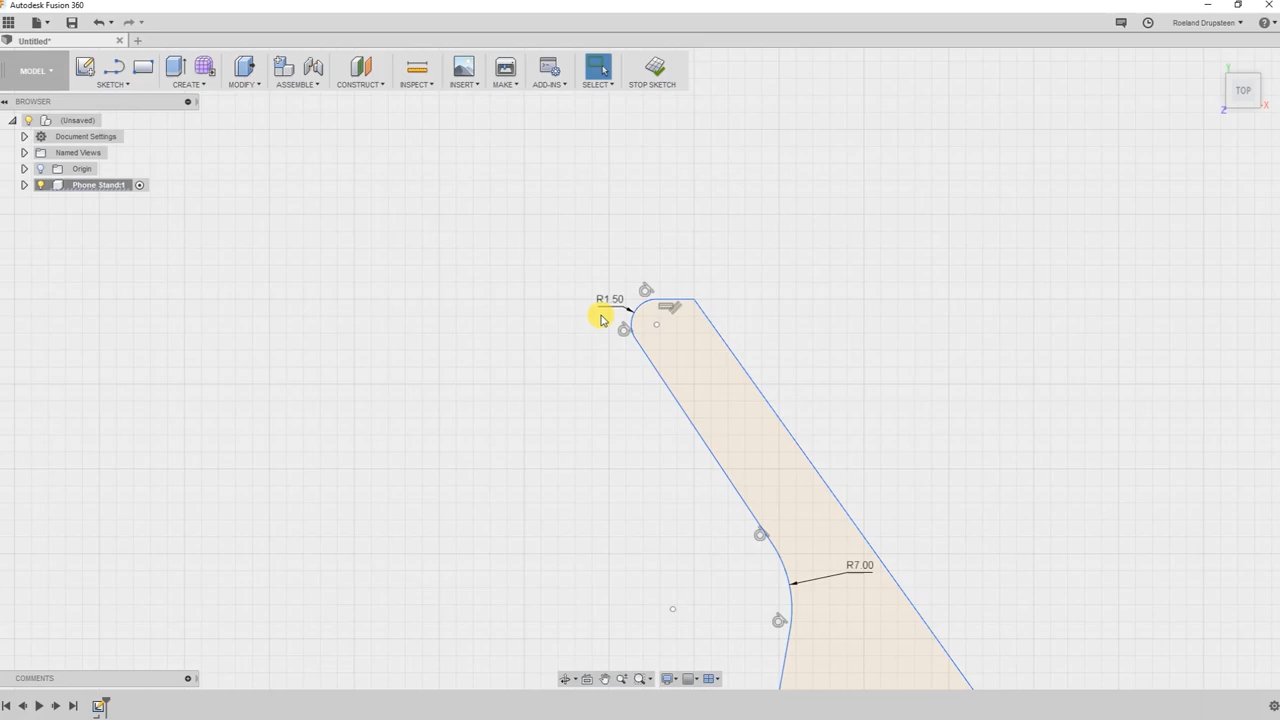 Autodesk Fusion 360
Roeland Drupsteen
Untitled*
MODEL
SKETCH
CREATE
MODIFY
ASSEMBLE
CONSTRUCT
INSPECT
INSERT
MAKE
ADD-INS
SELECT
STOP SKETCH
BROWSER
(Unsaved)
Document Settings
Named Views
Origin
Phone Stand:1
Y
TOP
X
Z
R1.50
R7.00
COMMENTS